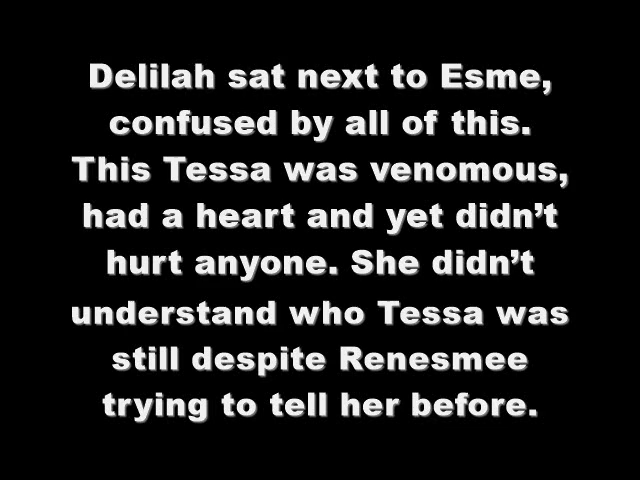 Delilah sat next to Esme,
confused by all of this.
This Tessa was venomous,
had a heart and yet didn’t
hurt anyone. She didn’t
understand who Tessa was
still despite Renesmee
trying to tell her before.